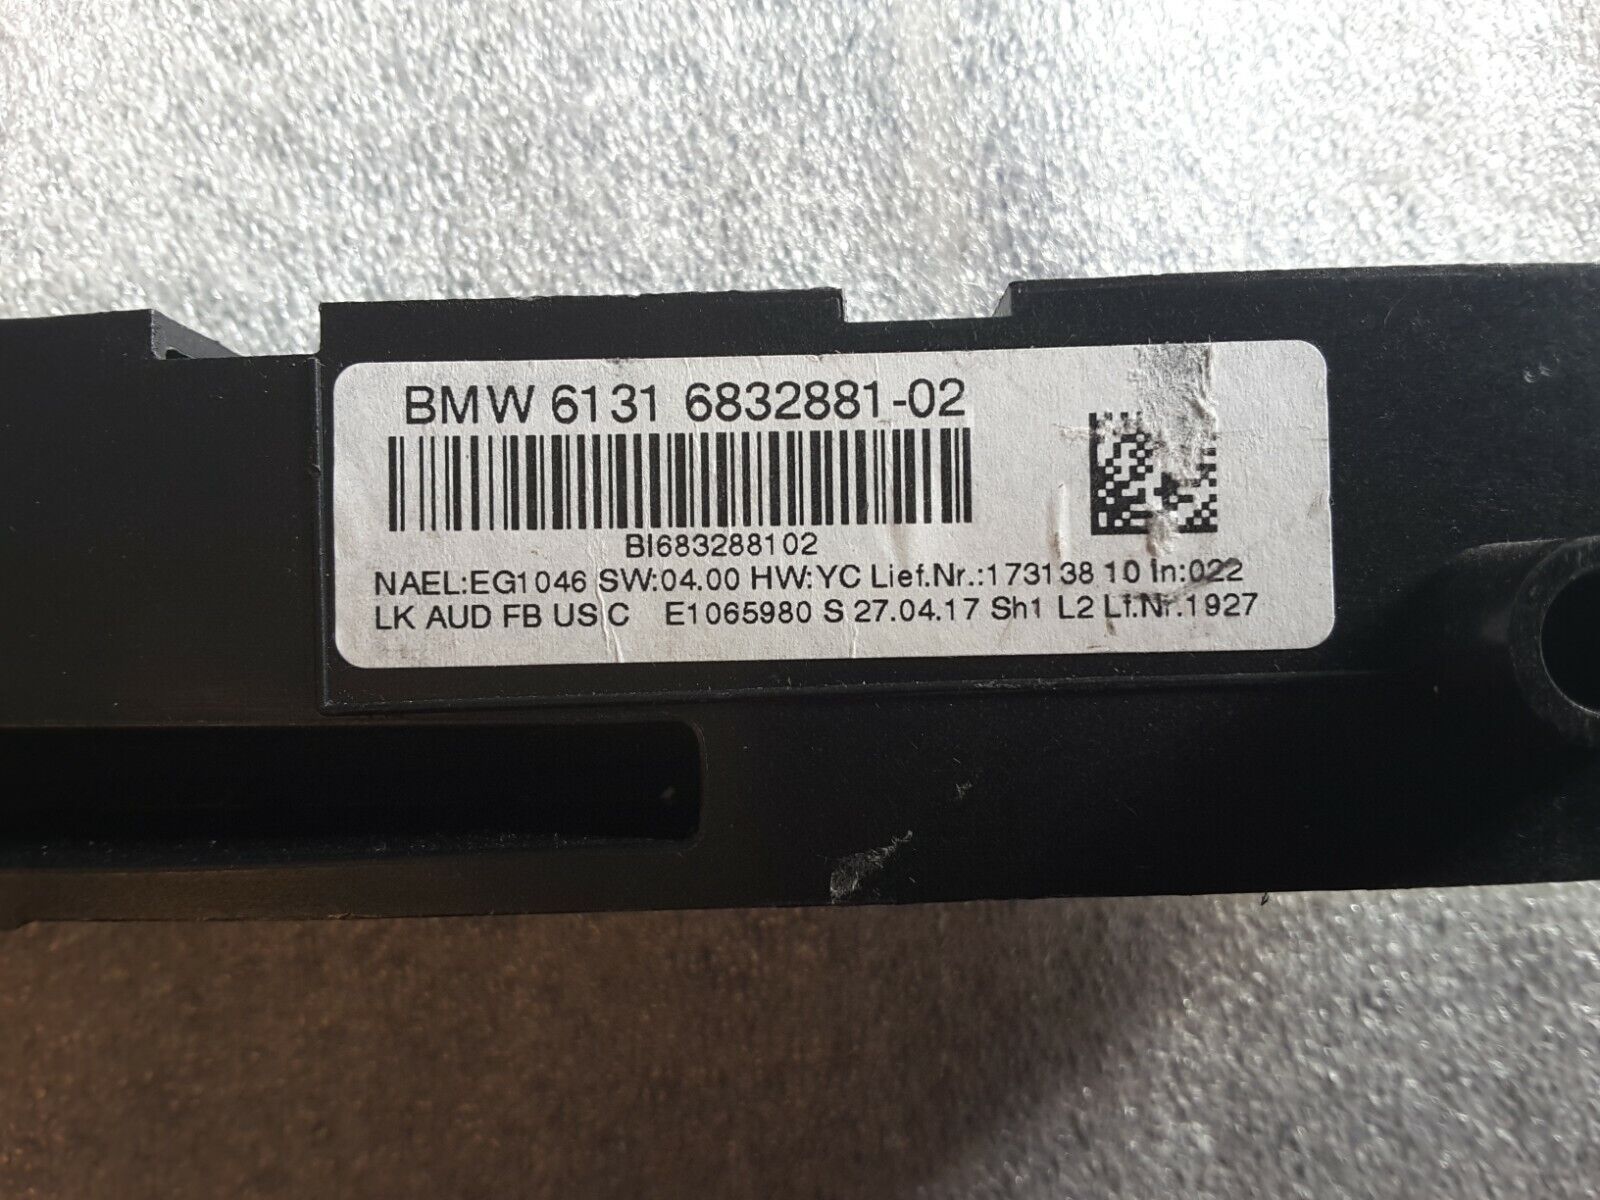 BMW 6131 6832881-02
BI683288102
NAEL:EG1046 SW:04.00 HW:YC Lief.Nr.:173138 10 In:022
LK AUD FB US C E1065980 S 27.04.17 Sh1 L2 Lf.Nr.1927